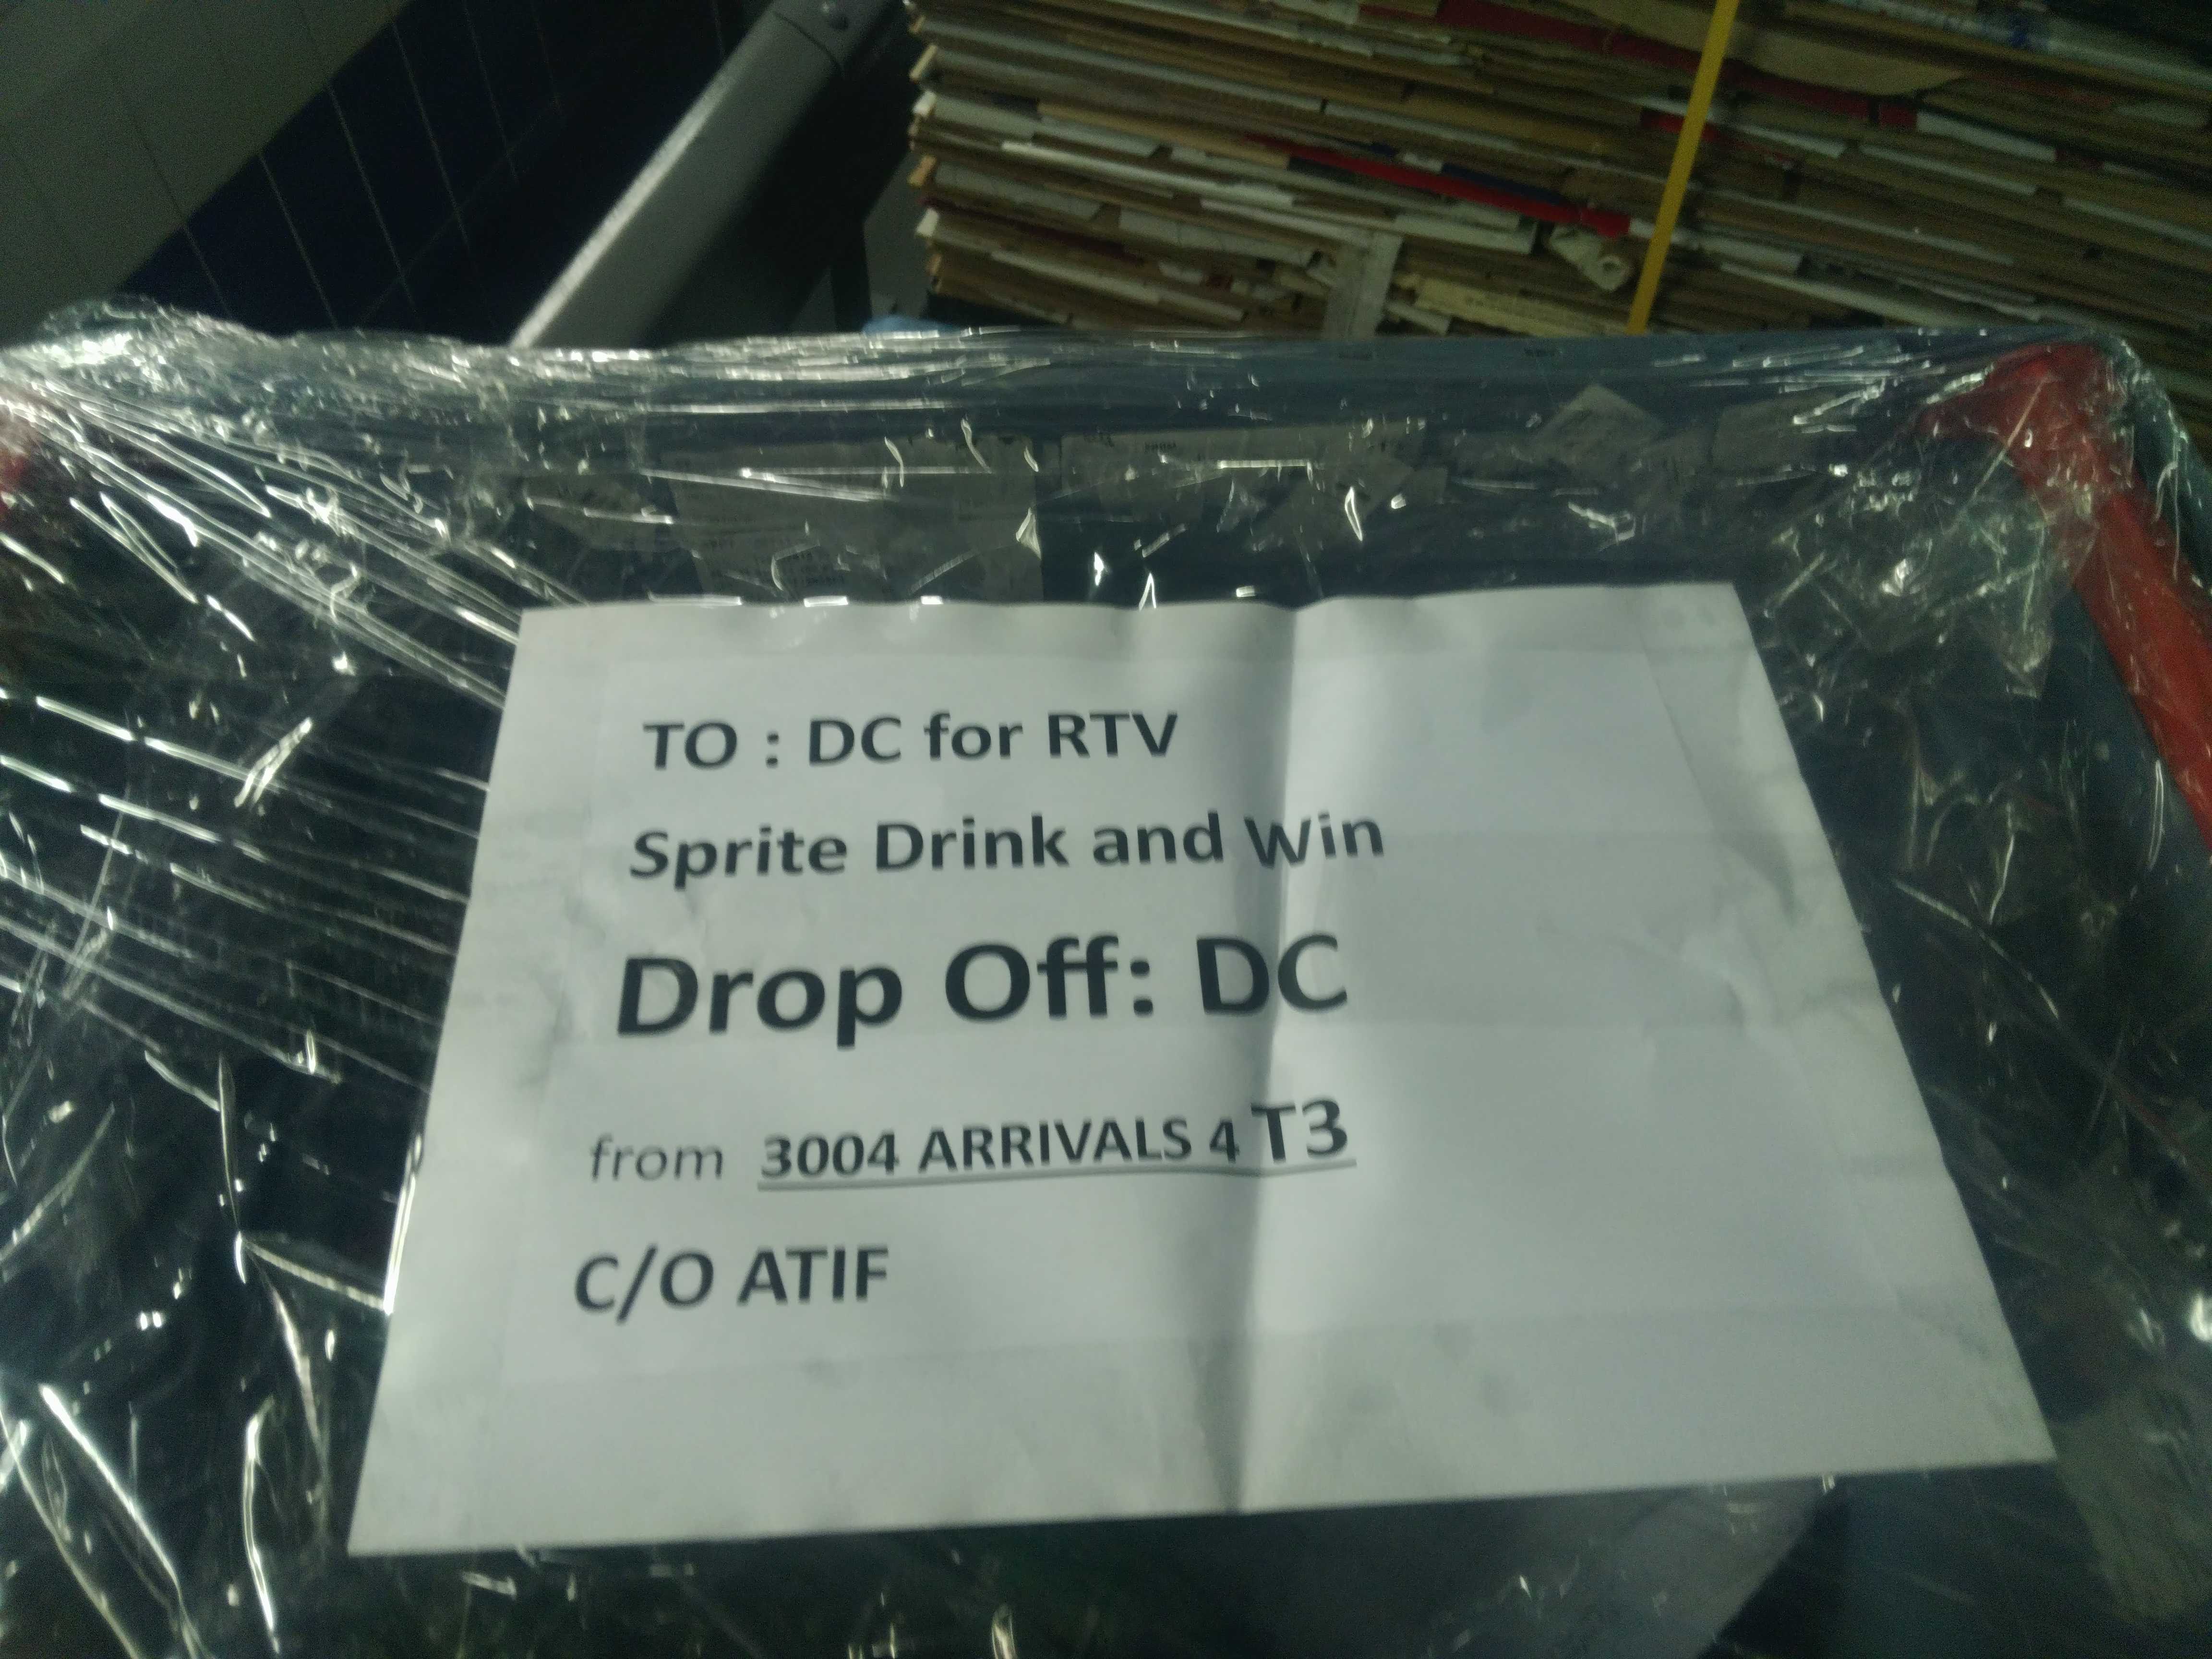 TO : DC for RTV
Sprite Drink and Win
Drop Off: DC
from 3004 ARRIVALS 4 T3
C/O ATIF